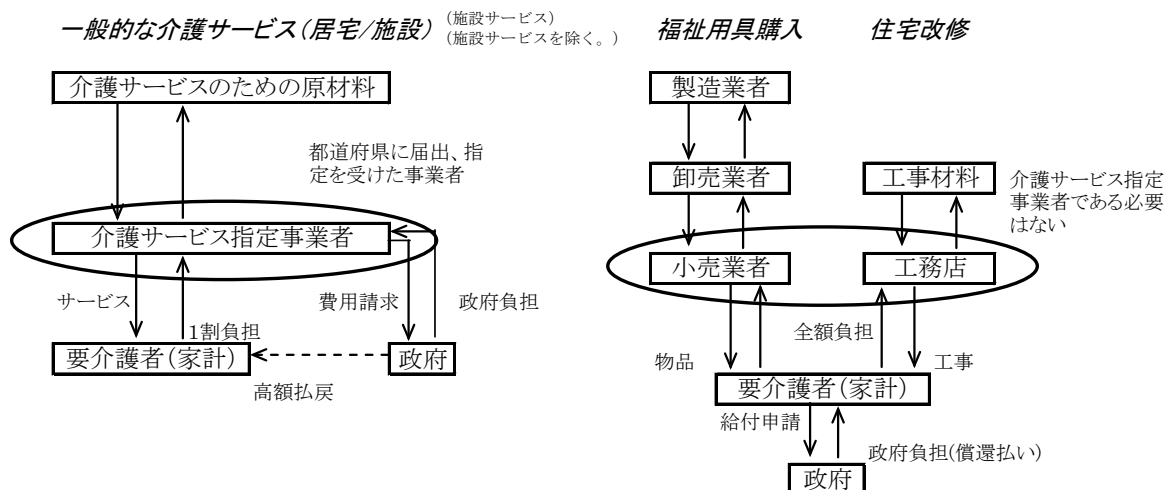 一般的な介護サービス(居宅/施設)
(施設サービス)
(施設サービスを除く。)
福祉用具購入
住宅改修
介護サービスのための原材料
製造業者
都道府県に届出、指
定を受けた事業者
卸売業者
工事材料
介護サービス指定
事業者である必要
はない
介護サービス指定事業者
小売業者
工務店
サービス
1割負担
費用請求
政府負担
全額負担
要介護者(家計)
政府
高額払戻
物品
工事
要介護者(家計)
給付申請
政府負担(償還払い)
政府